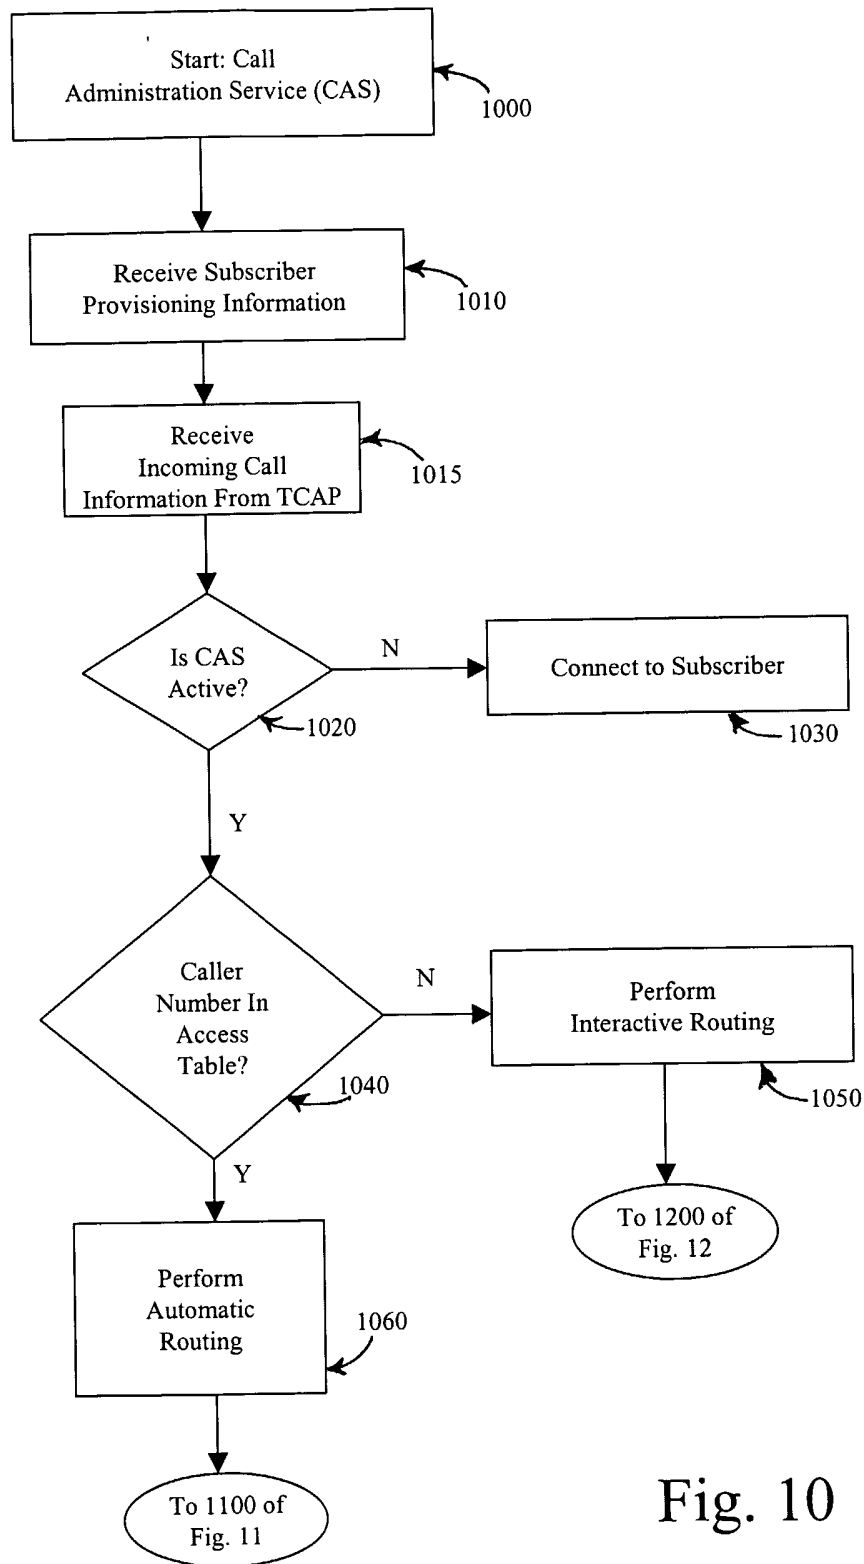 Start: Call
Administration Service (CAS)
1000
Receive Subscriber
Provisioning Information
1010
Receive
Incoming Call
Information From TCAP
1015
Is CAS
Active?
N
1020
Connect to Subscriber
1030
Y
Caller
Number In
Access
Table?
N
1040
Perform
Interactive Routing
1050
Y
To 1200 of
Fig. 12
Perform
Automatic
Routing
1060
To 1100 of
Fig. 11
Fig. 10